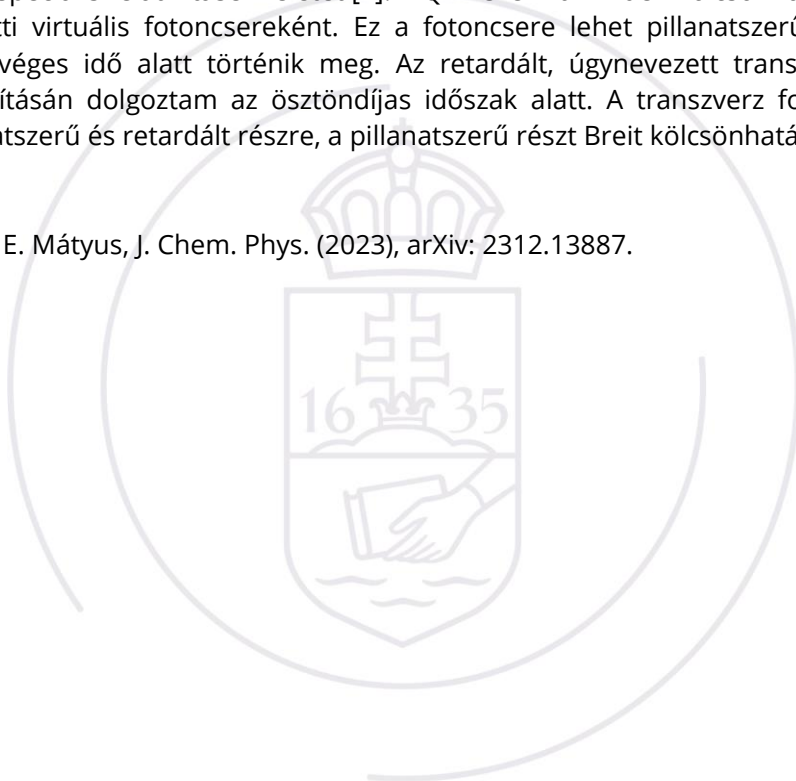 tti virtuális fotoncsereként. Ez a fotoncsere lehet pillanatszerű
véges idő alatt történik meg. Az retardált, úgynevezett trans
ításán dolgoztam az ösztöndíjas időszak alatt. A transzverz fo
atszerű és retardált részre, a pillanatszerű részt Breit kölcsönhatá
E. Mátyus, J. Chem. Phys. (2023), arXiv: 2312.13887.
16 35